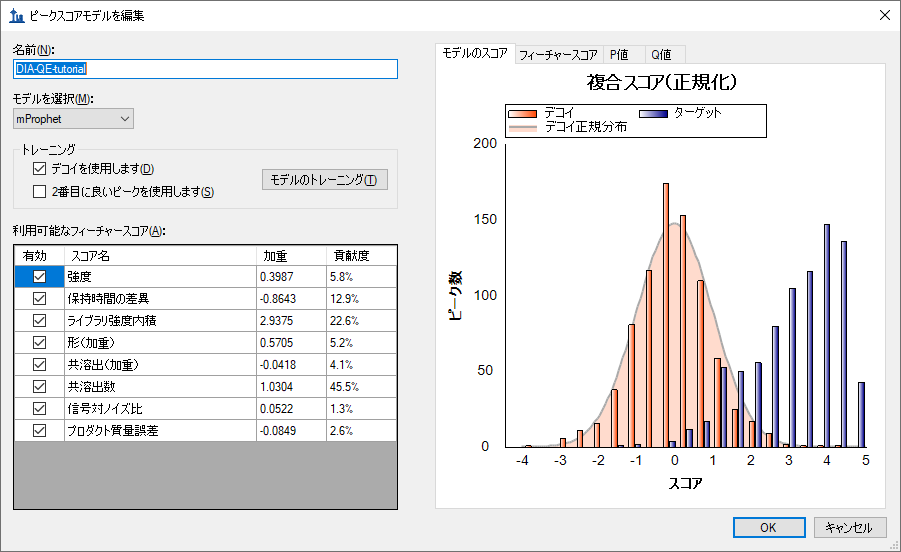 ピークスコアモデルを編集
名前(N):
DIA-QE-tutorial
モデルを選択(M):
mProphet
トレーニング
デコイを使用します(D)
2番目に良いピークを使用します(S)
モデルのトレーニング(T)
利用可能なフィーチャースコア(A):
有効 スコア名 加重 貢献度
強度 0.3987 5.8%
保持時間の差異 -0.8643 12.9%
ライブラリ強度内積 2.9375 22.6%
形(加重) 0.5705 5.2%
共溶出(加重) -0.0418 4.1%
共溶出数 1.0304 45.5%
信号対ノイズ比 0.0522 1.3%
プロダクト質量誤差 -0.0849 2.6%
モデルのスコア フィーチャースコア P値 Q値
複合スコア(正規化)
デコイ ターゲット
デコイ正規分布
200
150
100
50
0
ピーク数
-4 -3 -2 -1 0 1 2 3 4 5
スコア
OK キャンセル